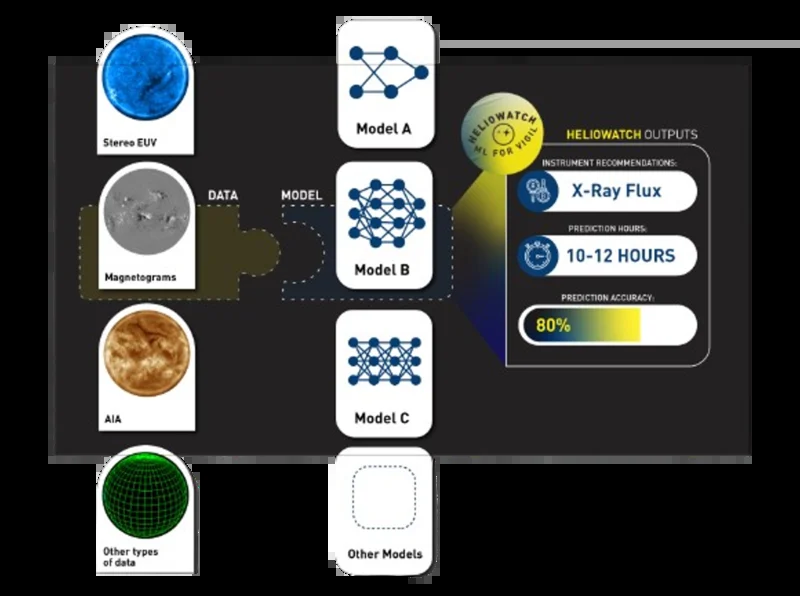 Stereo EUV
Magnetograms
AIA
Other types
of data
DATA
MODEL
Model A
Model B
Model C
Other Models
HELIOWATCH
ML FOR VIGIL
HELIOWATCH OUTPUTS
INSTRUMENT RECOMMENDATIONS:
X-Ray Flux
PREDICTION HOURS:
10-12 HOURS
PREDICTION ACCURACY:
80%